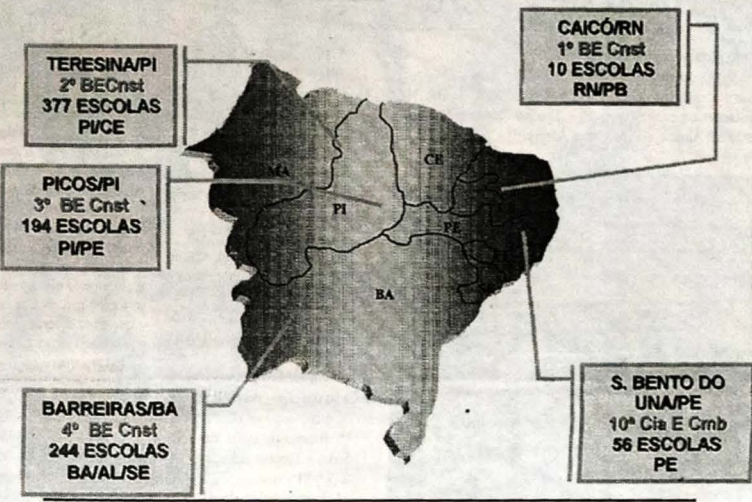 TERESINA/PI
2º BECnst
377 ESCOLAS
PI/CE
CAICÓ/RN
1º BE Cnst
10 ESCOLAS
RN/PB
PICOS/PI
3º BE Cnst
194 ESCOLAS
PI/PE
MA
PI
CE
PE
BA
BARREIRAS/BA
4º BE Cnst
244 ESCOLAS
BA/AL/SE
S. BENTO DO
UNA/PE
10ª Cia E Cmb
56 ESCOLAS
PE